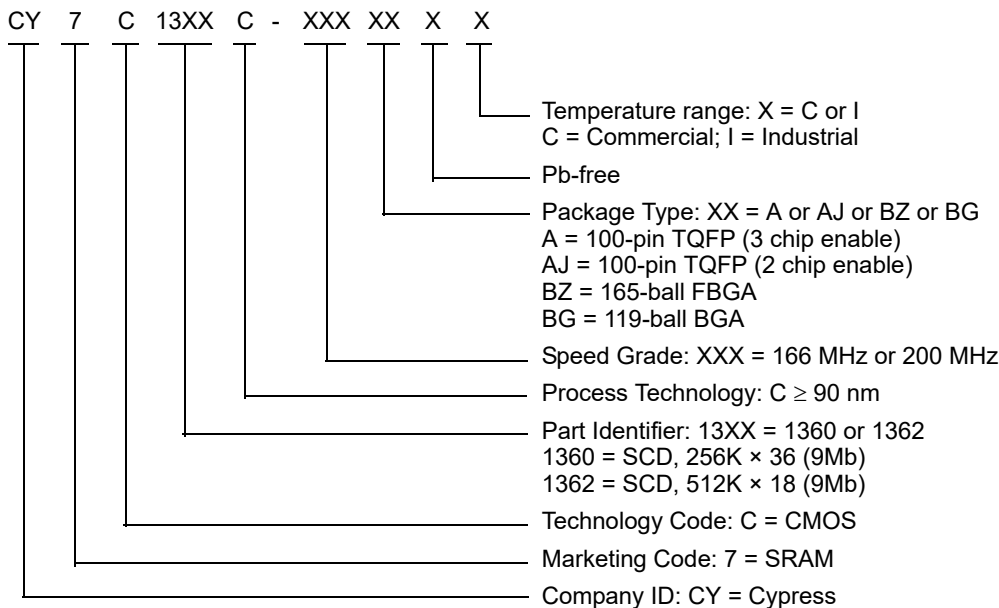 CY 7 C 13XX C - XXX XX X X
Temperature range: X = C or I
C = Commercial; I = Industrial
Pb-free
Package Type: XX = A or AJ or BZ or BG
A = 100-pin TQFP (3 chip enable)
AJ = 100-pin TQFP (2 chip enable)
BZ = 165-ball FBGA
BG = 119-ball BGA
Speed Grade: XXX = 166 MHz or 200 MHz
Process Technology: C ≥ 90 nm
Part Identifier: 13XX = 1360 or 1362
1360 = SCD, 256K × 36 (9Mb)
1362 = SCD, 512K × 18 (9Mb)
Technology Code: C = CMOS
Marketing Code: 7 = SRAM
Company ID: CY = Cypress